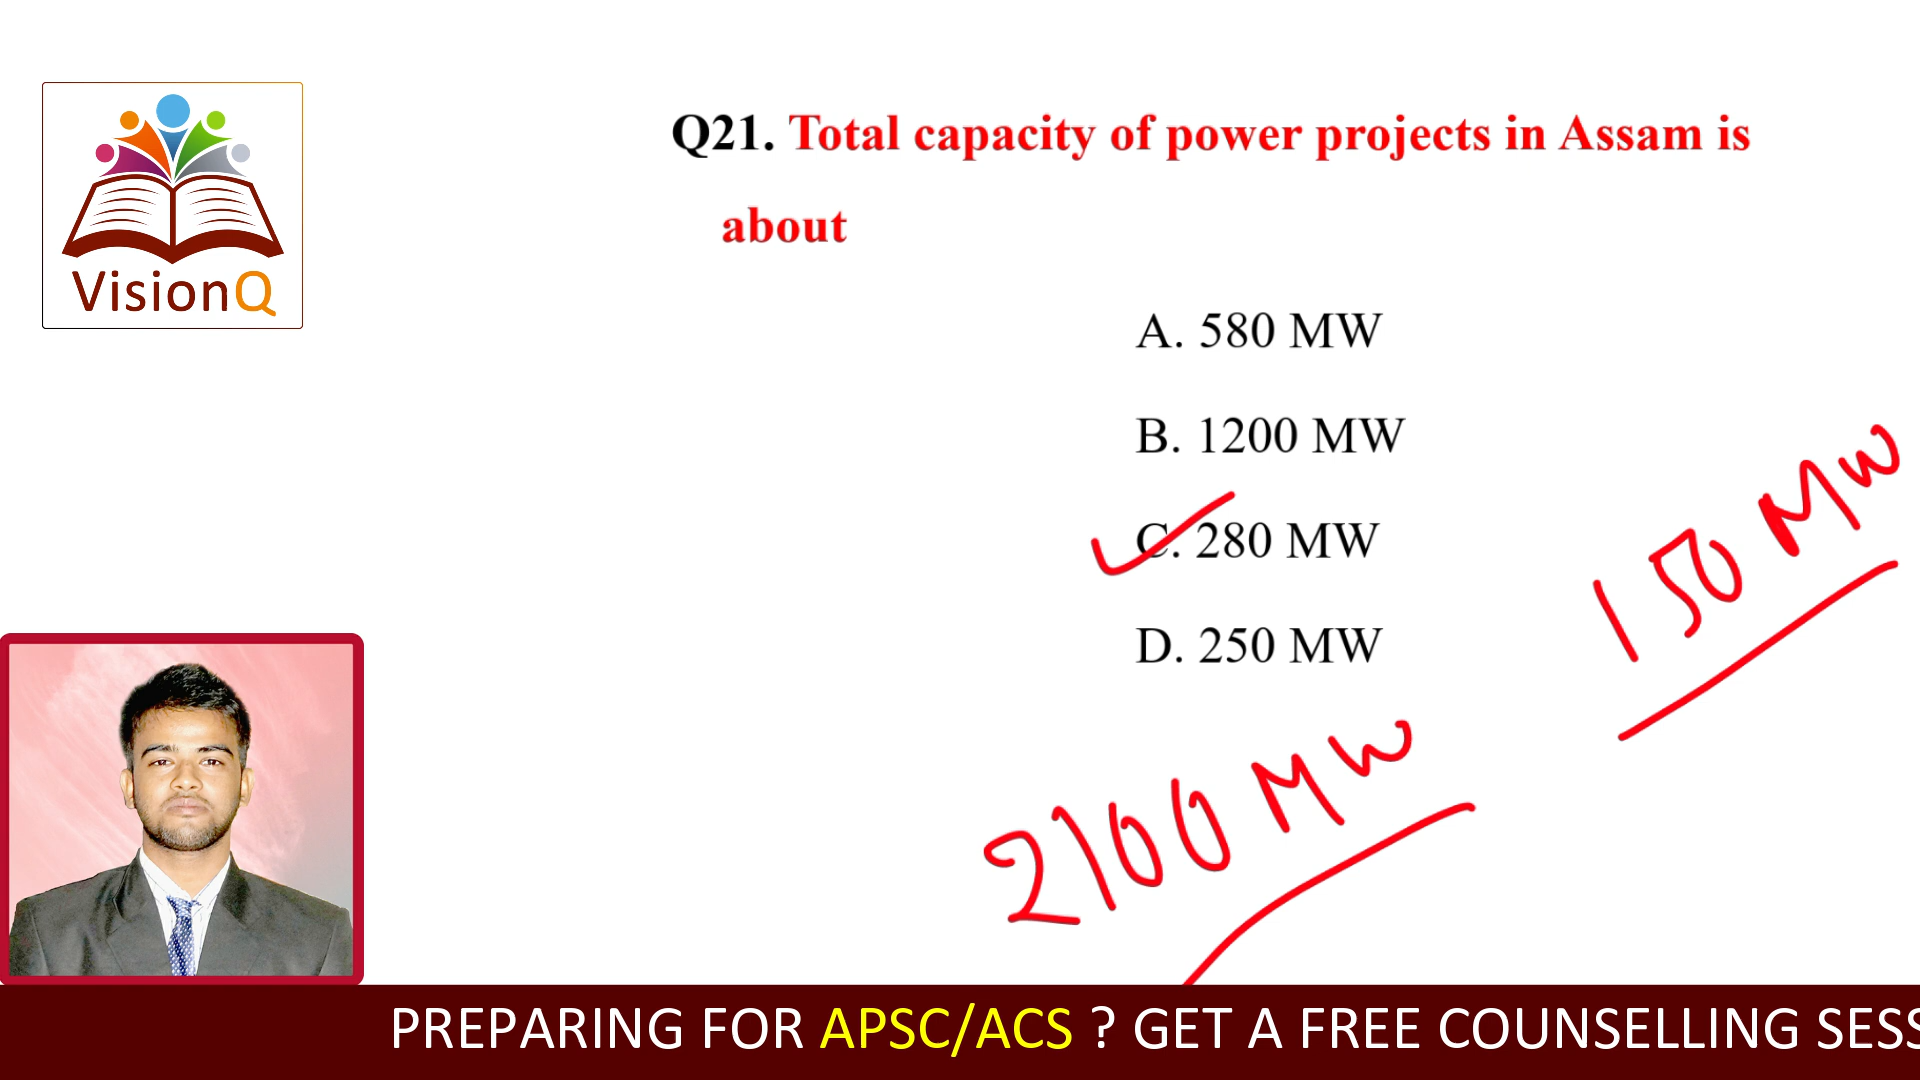 VisionQ
Q21. Total capacity of power projects in Assam is
about
A. 580 MW
B. 1200 MW
C. 280 MW
D. 250 MW
150 MW
2100 MW
PREPARING FOR APSC/ACS ? GET A FREE COUNSELLING SESS